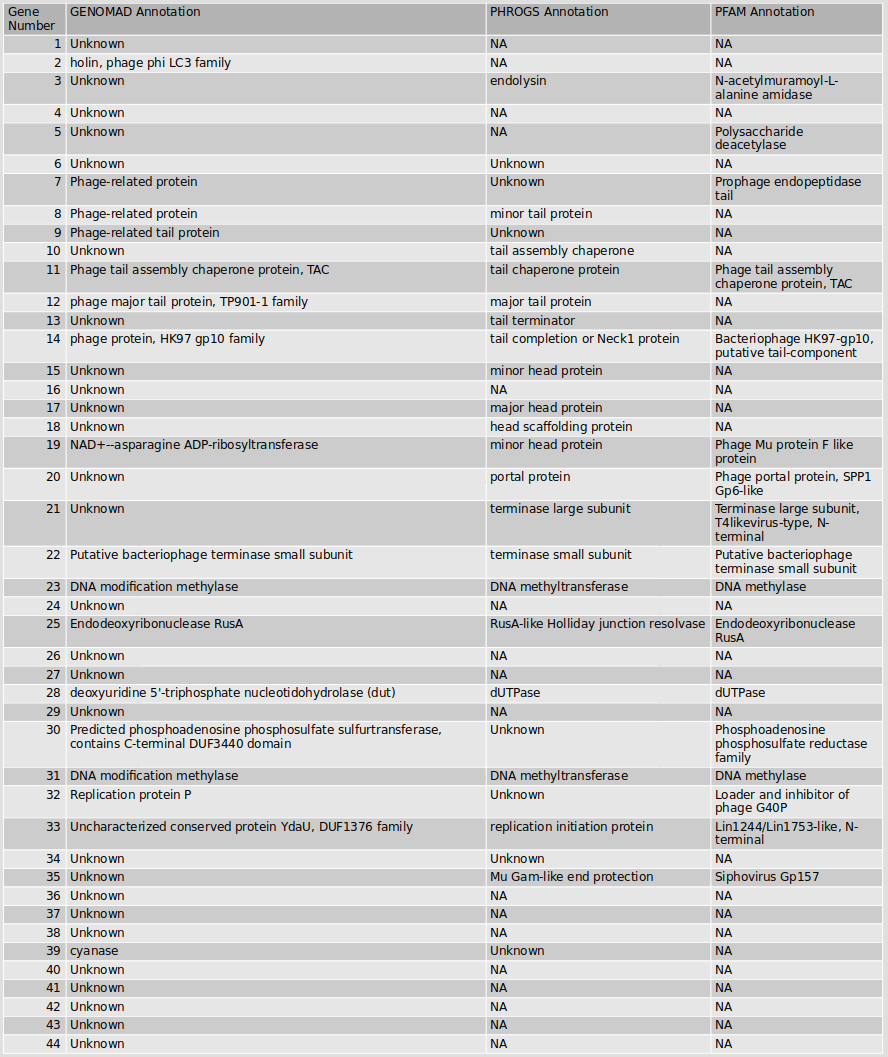 Gene Number GENOMAD Annotation PHROGS Annotation PFAM Annotation
1 Unknown NA NA
2 holin, phage phi LC3 family NA NA
3 Unknown endolysin N-acetylmuramoyl-L-
alanine amidase
4 Unknown NA NA
5 Unknown NA Polysaccharide
deacetylase
6 Unknown Unknown NA
7 Phage-related protein Unknown Prophage endopeptidase
tail
8 Phage-related protein minor tail protein NA
9 Phage-related tail protein Unknown NA
10 Unknown tail assembly chaperone NA
11 Phage tail assembly chaperone protein, TAC tail chaperone protein Phage tail assembly
chaperone protein, TAC
12 phage major tail protein, TP901-1 family major tail protein NA
13 Unknown tail terminator NA
14 phage protein, HK97 gp10 family tail completion or Neck1 protein Bacteriophage HK97-gp10,
putative tail-component
15 Unknown minor head protein NA
16 Unknown NA NA
17 Unknown major head protein NA
18 Unknown head scaffolding protein NA
19 NAD+--asparagine ADP-ribosyltransferase minor head protein Phage Mu protein F like
protein
20 Unknown portal protein Phage portal protein, SPP1
Gp6-like
21 Unknown terminase large subunit Terminase large subunit,
T4likevirus-type, N-
terminal
22 Putative bacteriophage terminase small subunit terminase small subunit Putative bacteriophage
terminase small subunit
23 DNA modification methylase DNA methyltransferase DNA methylase
24 Unknown NA NA
25 Endodeoxyribonuclease RusA RusA-like Holliday junction resolvase Endodeoxyribonuclease
RusA
26 Unknown NA NA
27 Unknown NA NA
28 deoxyuridine 5'-triphosphate nucleotidohydrolase (dut) dUTPase dUTPase
29 Unknown NA NA
30 Predicted phosphoadenosine phosphosulfate sulfurtransferase, Unknown Phosphoadenosine
contains C-terminal DUF3440 domain phosphosulfate reductase
family
31 DNA modification methylase DNA methyltransferase DNA methylase
32 Replication protein P Unknown Loader and inhibitor of
phage G40P
33 Uncharacterized conserved protein YdaU, DUF1376 family replication initiation protein Lin1244/Lin1753-like, N-
terminal
34 Unknown Unknown NA
35 Unknown Mu Gam-like end protection Siphovirus Gp157
36 Unknown NA NA
37 Unknown NA NA
38 Unknown NA NA
39 cyanase Unknown NA
40 Unknown NA NA
41 Unknown NA NA
42 Unknown NA NA
43 Unknown NA NA
44 Unknown NA NA